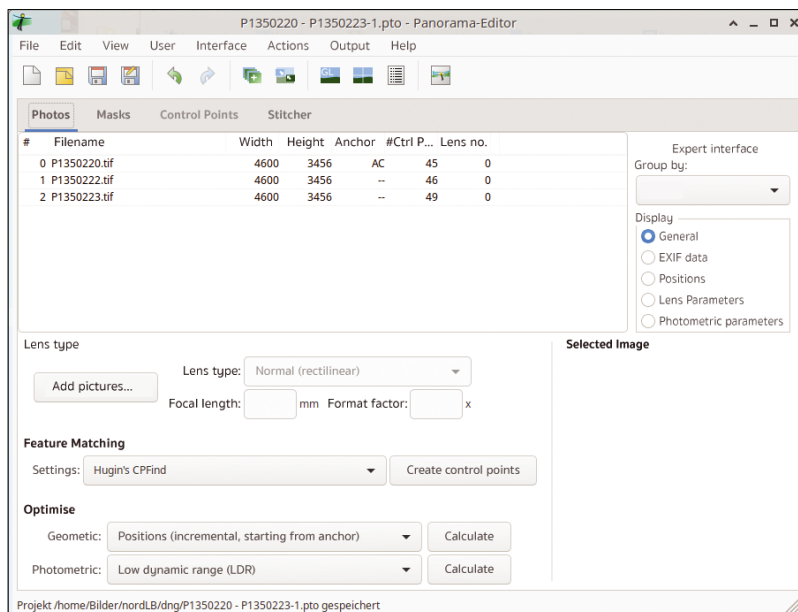 P1350220 - P1350223-1.pto - Panorama-Editor
File Edit View User Interface Actions Output Help
GL
Photos Masks Control Points Stitcher
# Filename Width Height Anchor #Ctrl P... Lens no.
0 P1350220.tif 4600 3456 AC 45 0
1 P1350222.tif 4600 3456 -- 46 0
2 P1350223.tif 4600 3456 -- 49 0
Expert interface
Group by:
Display
General
EXIF data
Positions
Lens Parameters
Photometric parameters
Lens type
Selected Image
Add pictures...
Lens type: Normal (rectilinear)
Focal length: mm Format factor: x
Feature Matching
Settings: Hugin's CPFind Create control points
Optimise
Geometic: Positions (incremental, starting from anchor) Calculate
Photometric: Low dynamic range (LDR) Calculate
Projekt /home/Bilder/nordLB/dng/P1350220 - P1350223-1.pto gespeichert